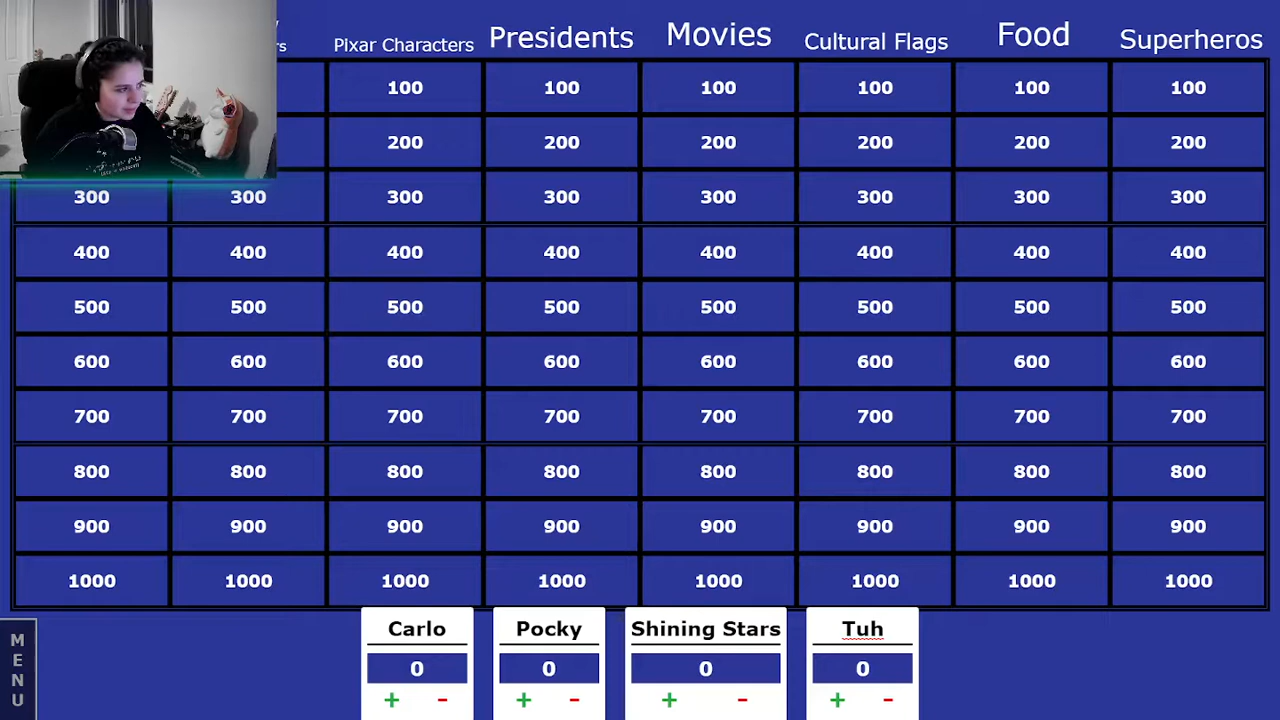 Pixar Characters Presidents Movies Cultural Flags Food Superheros
100 100 100 100 100 100
200 200 200 200 200 200
300 300 300 300 300 300 300 300
400 400 400 400 400 400 400 400
500 500 500 500 500 500 500 500
600 600 600 600 600 600 600 600
700 700 700 700 700 700 700 700
800 800 800 800 800 800 800 800
900 900 900 900 900 900 900 900
1000 1000 1000 1000 1000 1000 1000 1000
MENU
Carlo Pocky Shining Stars Tuh
0 0 0 0
+ - + - + - + -